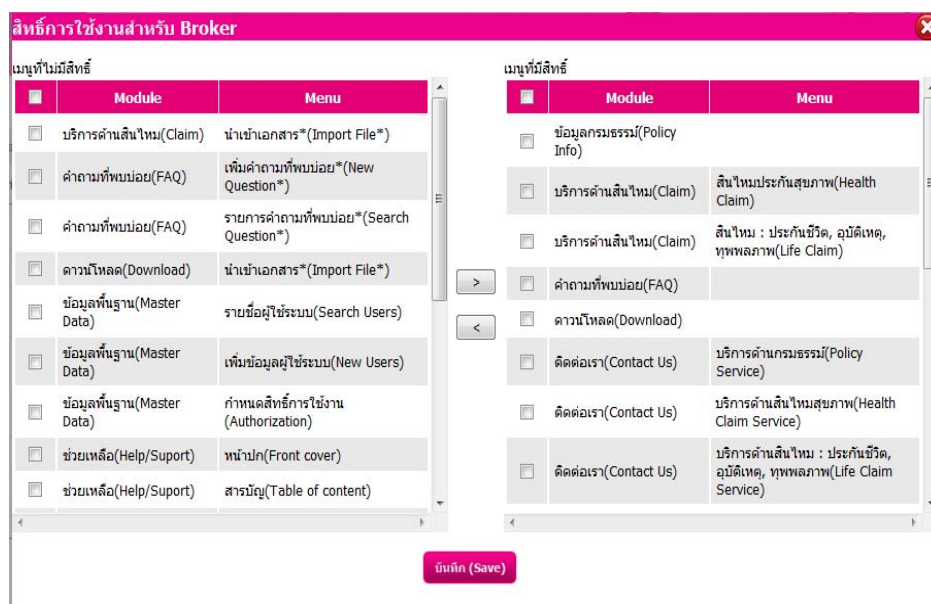 สิทธิ์การใช้งานสำหรับ Broker
เมนูที่ไม่มีสิทธิ์
Module Menu
บริการด้านสินไหม(Claim) นำเข้าเอกสาร*(Import File*)
คำถามที่พบบ่อย(FAQ) เพิ่มคำถามที่พบบ่อย*(New
Question*)
คำถามที่พบบ่อย(FAQ) รายการคำถามที่พบบ่อย*(Search
Question*)
ดาวน์โหลด(Download) นำเข้าเอกสาร*(Import File*)
ข้อมูลพื้นฐาน(Master
Data) รายชื่อผู้ใช้ระบบ(Search Users)
ข้อมูลพื้นฐาน(Master
Data) เพิ่มข้อมูลผู้ใช้ระบบ(New Users)
ข้อมูลพื้นฐาน(Master กำหนดสิทธิ์การใช้งาน
Data) (Authorization)
ช่วยเหลือ(Help/Suport) หน้าปก(Front cover)
ช่วยเหลือ(Help/Suport) สารบัญ(Table of content)
>
<
เมนูที่มีสิทธิ์
Module Menu
ข้อมูลกรมธรรม์(Policy
Info)
บริการด้านสินไหม(Claim) สินไหมประกันสุขภาพ(Health
Claim)
บริการด้านสินไหม(Claim) สินไหม : ประกันชีวิต, อุบัติเหตุ,
ทุพพลภาพ(Life Claim)
คำถามที่พบบ่อย(FAQ)
ดาวน์โหลด(Download)
ติดต่อเรา(Contact Us) บริการด้านกรมธรรม์(Policy
Service)
ติดต่อเรา(Contact Us) บริการด้านสินไหมสุขภาพ(Health
Claim Service)
ติดต่อเรา(Contact Us) บริการด้านสินไหม : ประกันชีวิต,
อุบัติเหตุ, ทุพพลภาพ(Life Claim
Service)
บันทึก (Save)